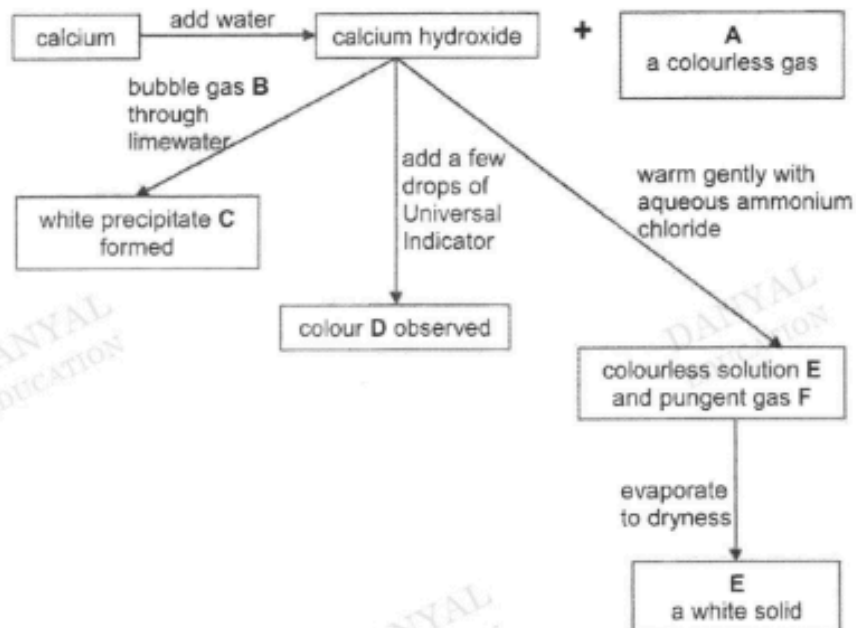 calcium
add water
calcium hydroxide
+
A
a colourless gas
bubble gas B
through
limewater
add a few
drops of
Universal
Indicator
warm gently with
aqueous ammonium
chloride
white precipitate C
formed
colour D observed
DANYAL
EDUCATION
colourless solution E
and pungent gas F
evaporate
to dryness
E
a white solid